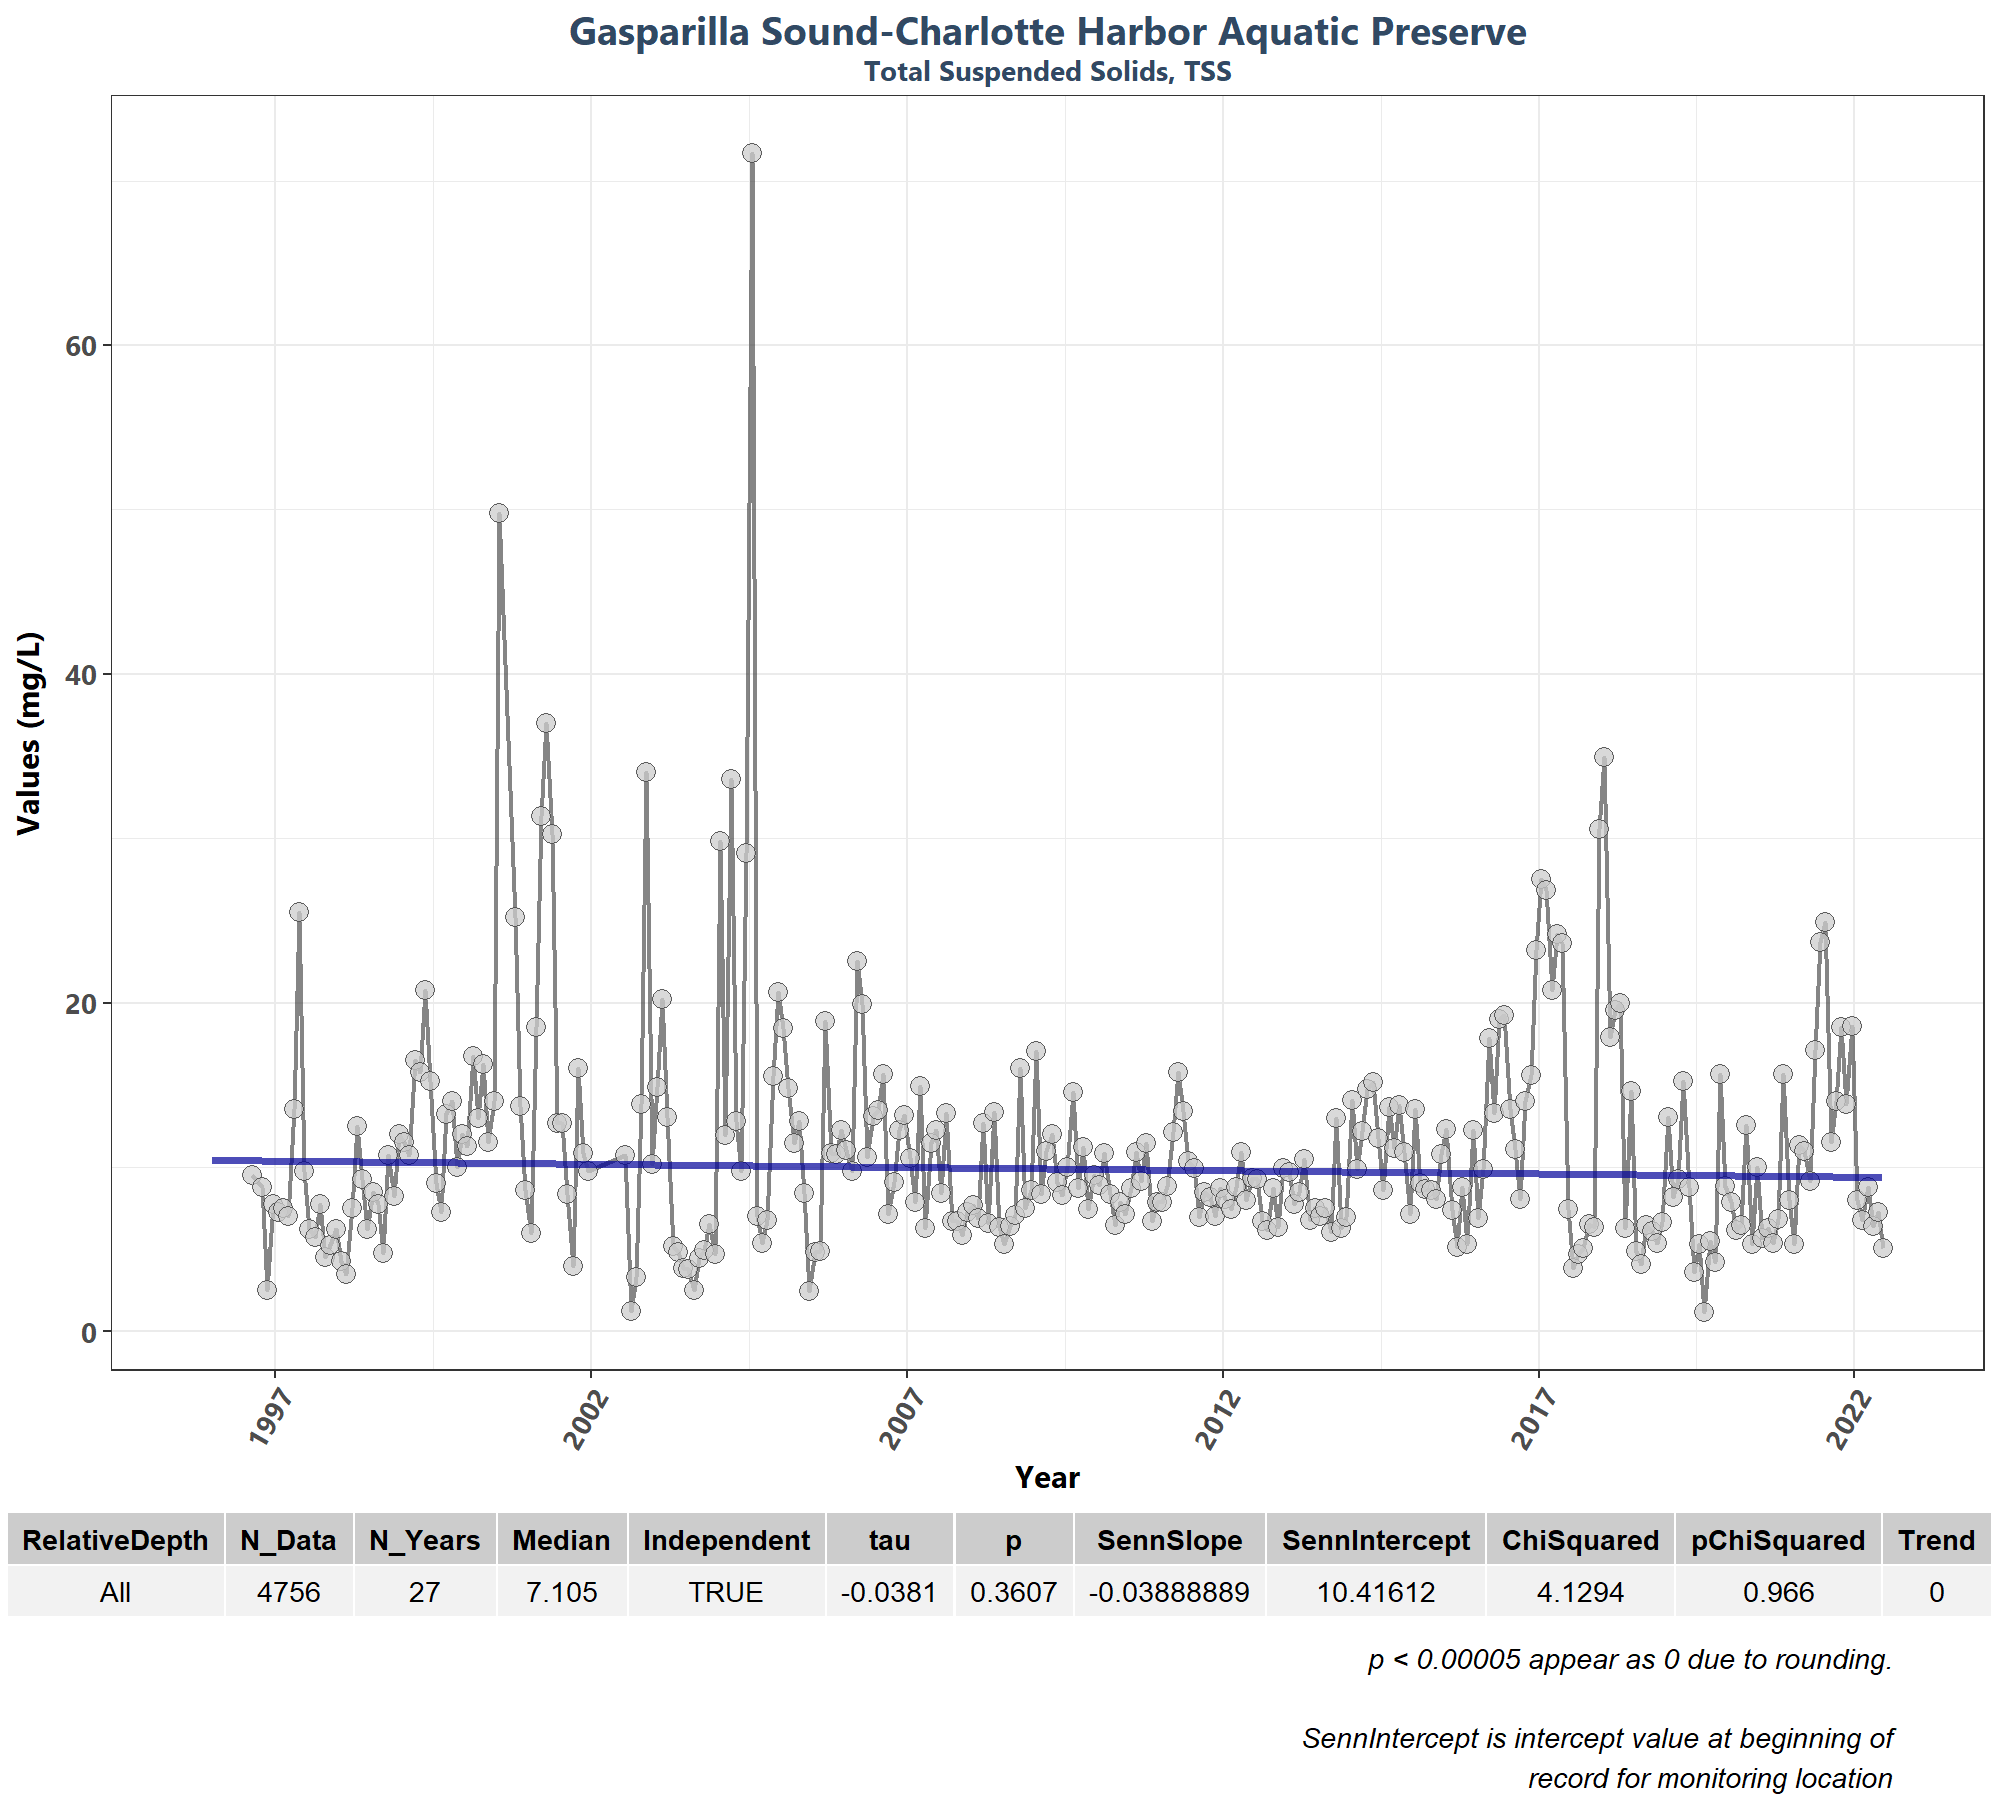 Gasparilla Sound-Charlotte Harbor Aquatic Preserve
Total Suspended Solids, TSS
Values (mg/L)
60
40
20
0
1997
2002
2007
2012
2017
2022
Year
RelativeDepth N_Data N_Years Median Independent tau p SennSlope SennIntercept ChiSquared pChiSquared Trend
All 4756 27 7.105 TRUE -0.0381 0.3607 -0.03888889 10.41612 4.1294 0.966 0
p < 0.00005 appear as 0 due to rounding.
SennIntercept is intercept value at beginning of
record for monitoring location